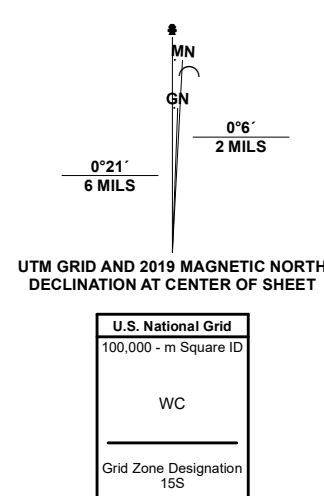 MN
GN
0°6´
2 MILS
0°21´
6 MILS
UTM GRID AND 2019 MAGNETIC NORTH
DECLINATION AT CENTER OF SHEET
U.S. National Grid
100,000 - m Square ID
WC
Grid Zone Designation
15S